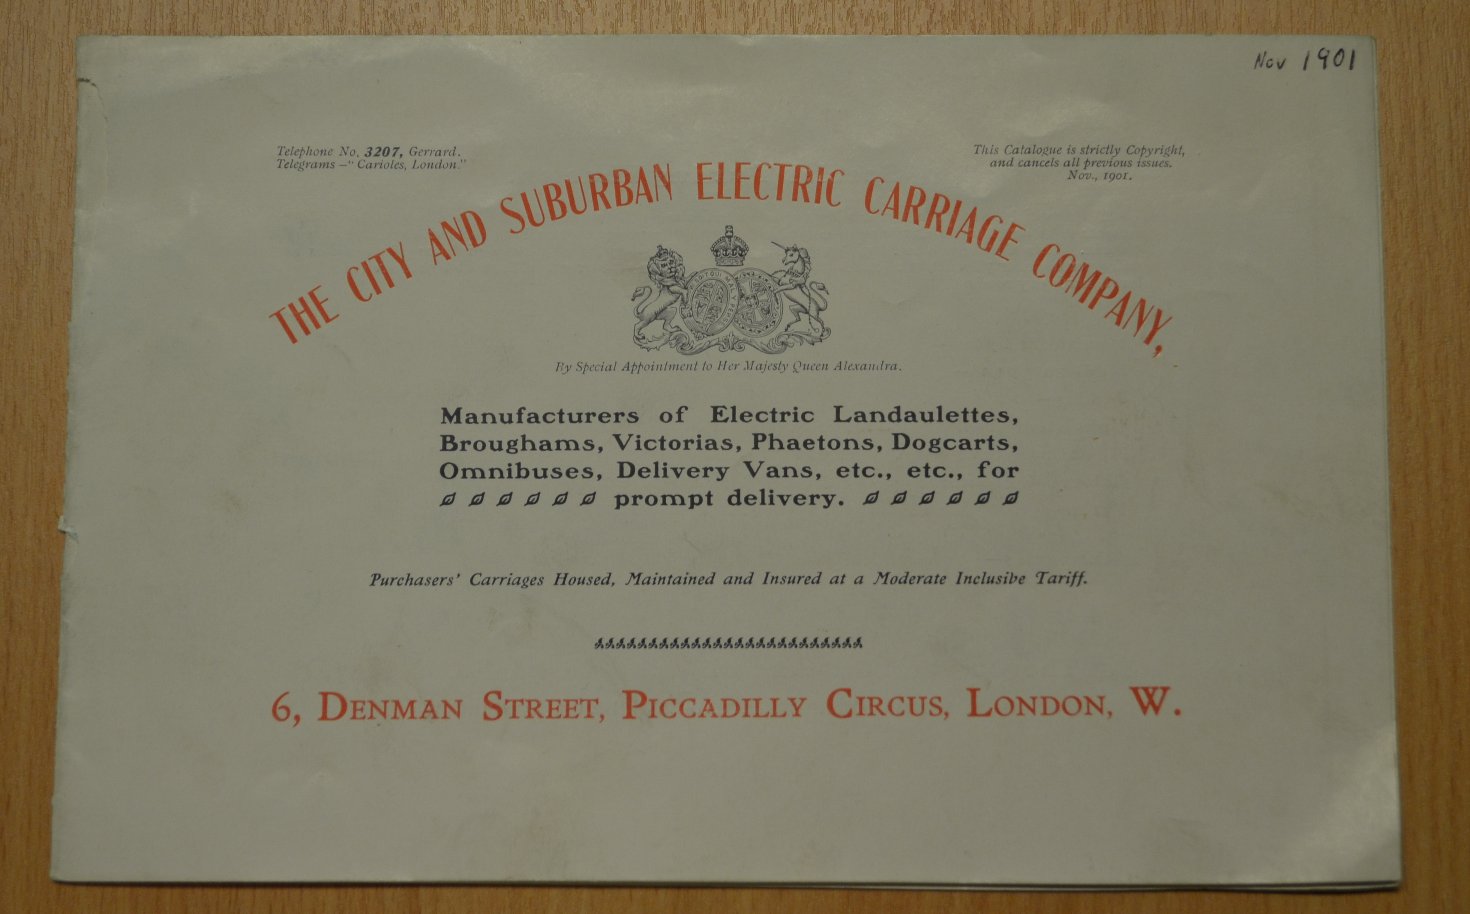 Nov 1901
Telephone No. 3207, Gerrard.
Telegrams –"Carioles, London."
This Catalogue is strictly Copyright,
and cancels all previous issues.
Nov., 1901.
THE CITY AND SUBURBAN ELECTRIC CARRIAGE COMPANY,
By Special Appointment to Her Majesty Queen Alexandra.
Manufacturers of Electric Landaulettes,
Broughams, Victorias, Phaetons, Dogcarts,
Omnibuses, Delivery Vans, etc., etc., for
prompt delivery.
Purchasers' Carriages Housed, Maintained and Insured at a Moderate Inclusive Tariff.
6, DENMAN STREET, PICCADILLY CIRCUS, LONDON, W.